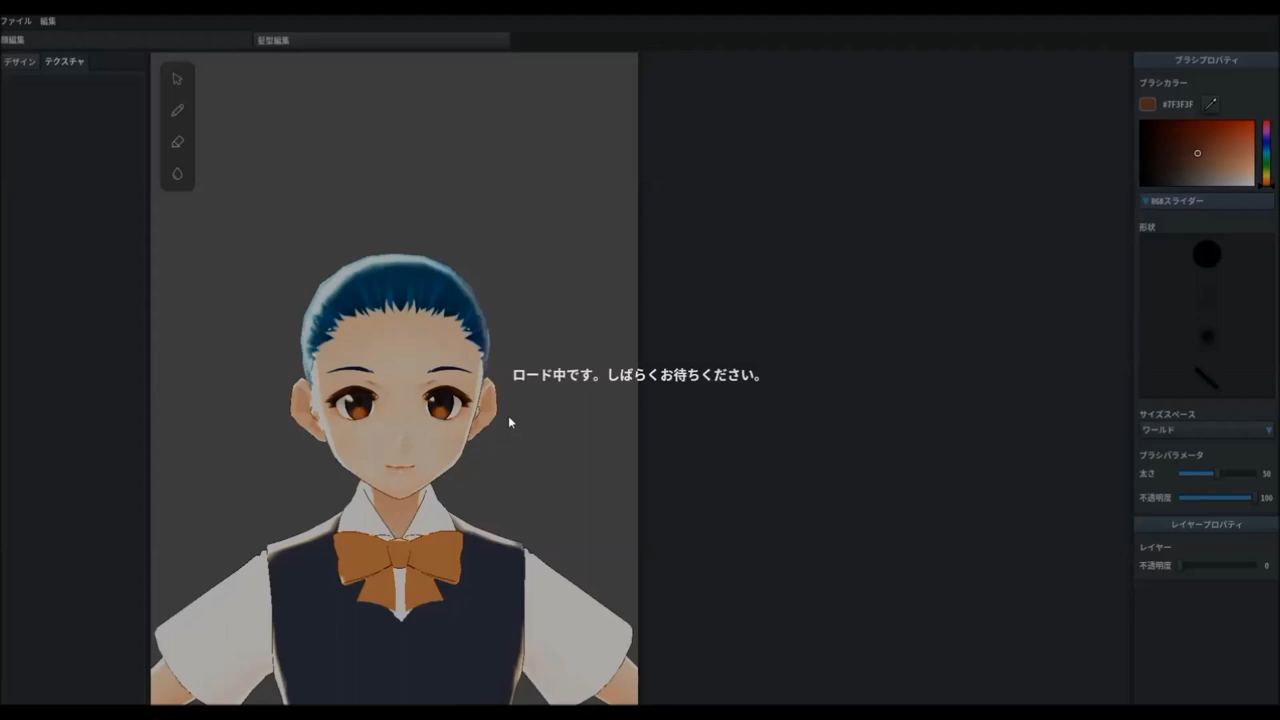 ファイル 編集
顔編集
髪型編集
デザイン テクスチャ
ブラシプロパティ
ブラシカラー
#7F3F3F
RGBスライダー
形状
ロード中です。しばらくお待ちください。
サイズスペース
ワールド
ブラシパラメータ
太さ 50
不透明度 100
レイヤープロパティ
レイヤー
不透明度 0